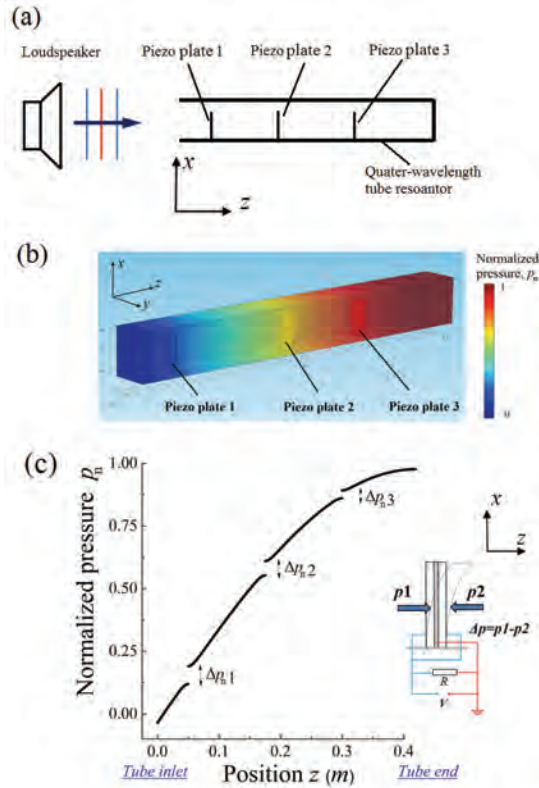 (a)
Loudspeaker
Piezo plate 1
Piezo plate 2
Piezo plate 3
x
z
Quater-wavelength
tube resoantor
(b)
x
z
y
Normalized
pressure, pn
1
0
Piezo plate 1
Piezo plate 2
Piezo plate 3
(c)
Normalized pressure pn
1.00
0.75
0.50
0.25
0.00
Δpn3
Δpn2
Δpn1
x
z
p1
p2
Δp=p1-p2
R
V
0.0
0.1
0.2
0.3
0.4
Tube inlet
Position z (m)
Tube end